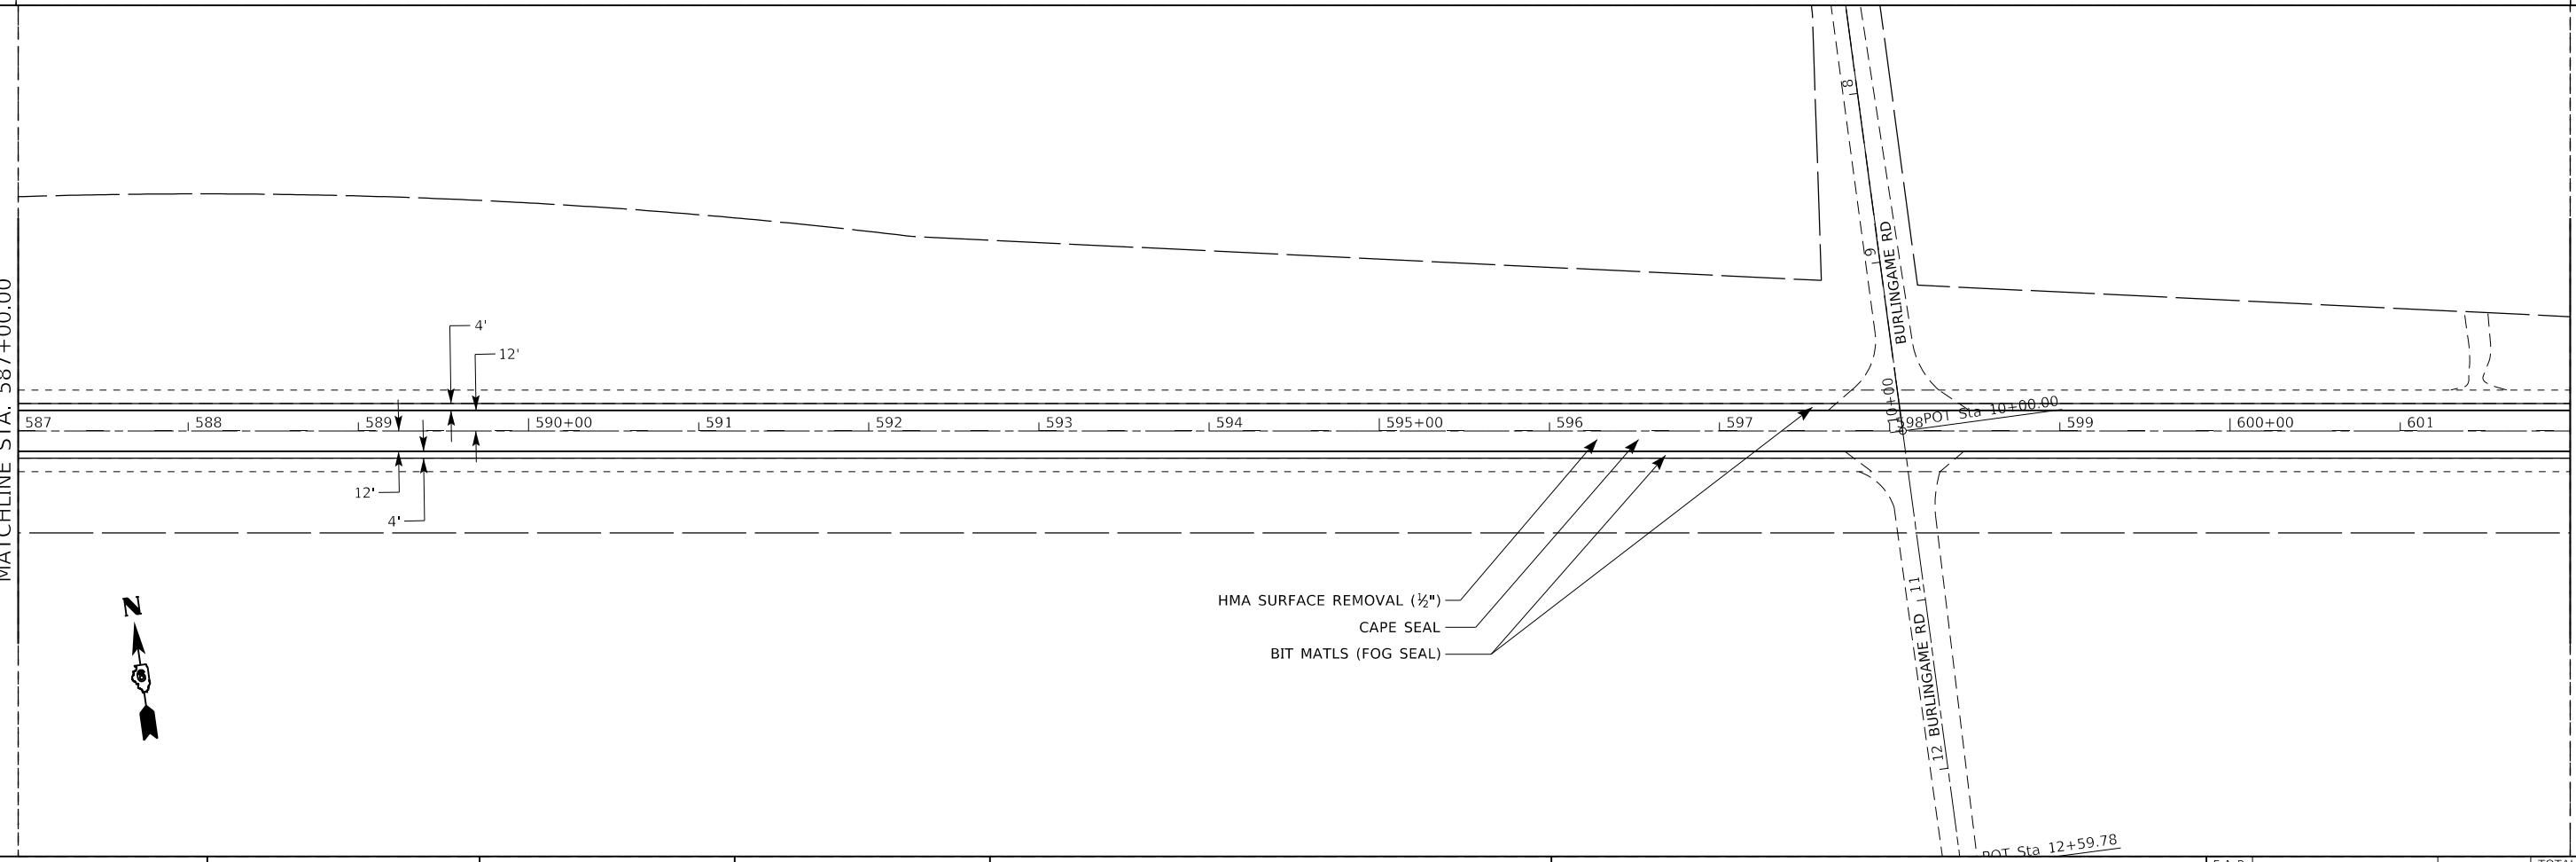 MATCHLINE STA. 587+00.00
8
9
BURLINGAME RD
10+00
4'
12'
587
588
589
590+00
591
592
593
594
595+00
596
597
598
599
600+00
601
POT Sta 10+00.00
12'
4'
N
6
HMA SURFACE REMOVAL (½")
CAPE SEAL
BIT MATLS (FOG SEAL)
11
BURLINGAME RD
12
POT Sta 12+59.78